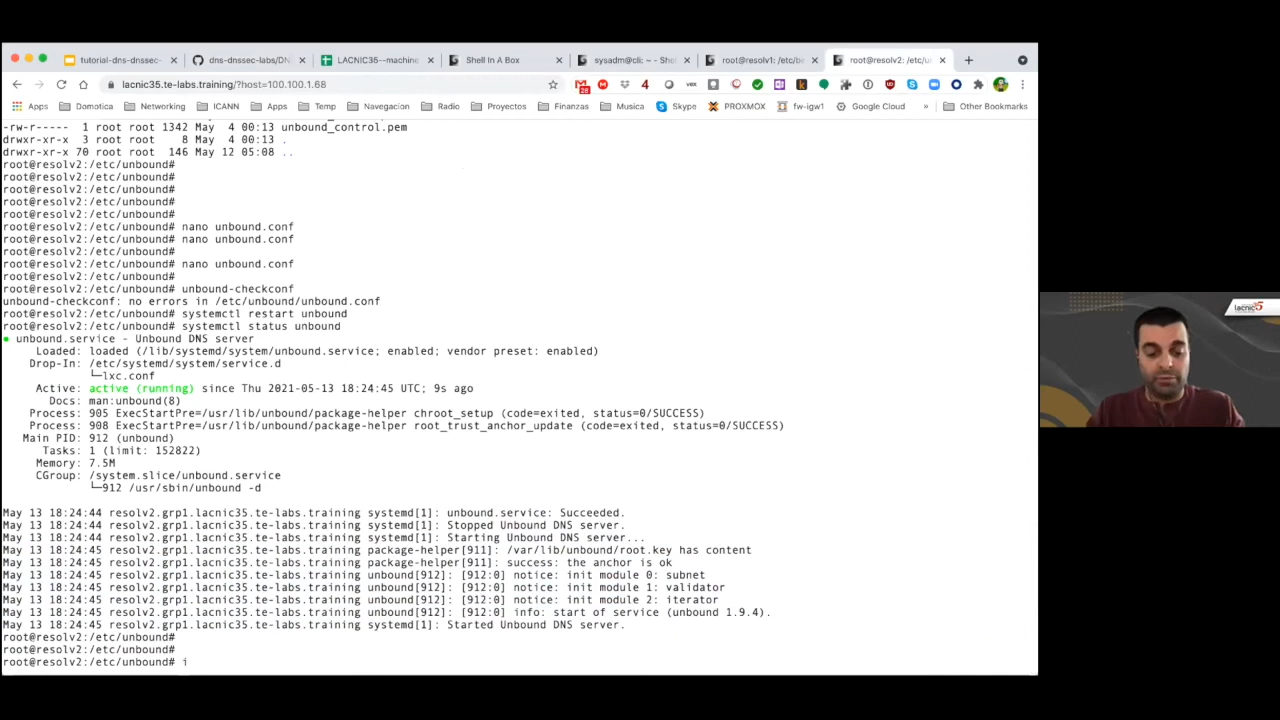 tutorial-dns-dnssec-
dns-dnssec-labs/DN
LACNIC35--machine
Shell In A Box
sysadm@cli: ~ - She
root@resolv1: /etc/be
root@resolv2: /etc/u
lacnic35.te-labs.training/?host=100.100.1.68
28
Apps
Domotica
Networking
ICANN
Apps
Temp
Navegacion
Radio
Proyectos
Finanzas
Musica
Skype
PROXMOX
fw-igw1
Google Cloud
»
Other Bookmarks
-rw-r----- 1 root root 1342 May 4 00:13 unbound_control.pem
drwxr-xr-x 3 root root 8 May 4 00:13 .
drwxr-xr-x 70 root root 146 May 12 05:08 ..
root@resolv2:/etc/unbound#
root@resolv2:/etc/unbound#
root@resolv2:/etc/unbound#
root@resolv2:/etc/unbound#
root@resolv2:/etc/unbound#
root@resolv2:/etc/unbound# nano unbound.conf
root@resolv2:/etc/unbound# nano unbound.conf
root@resolv2:/etc/unbound#
root@resolv2:/etc/unbound# nano unbound.conf
root@resolv2:/etc/unbound#
root@resolv2:/etc/unbound# unbound-checkconf
unbound-checkconf: no errors in /etc/unbound/unbound.conf
root@resolv2:/etc/unbound# systemctl restart unbound
root@resolv2:/etc/unbound# systemctl status unbound
● unbound.service - Unbound DNS server
Loaded: loaded (/lib/systemd/system/unbound.service; enabled; vendor preset: enabled)
Drop-In: /etc/systemd/system/service.d
└─lxc.conf
Active: active (running) since Thu 2021-05-13 18:24:45 UTC; 9s ago
Docs: man:unbound(8)
Process: 905 ExecStartPre=/usr/lib/unbound/package-helper chroot_setup (code=exited, status=0/SUCCESS)
Process: 908 ExecStartPre=/usr/lib/unbound/package-helper root_trust_anchor_update (code=exited, status=0/SUCCESS)
Main PID: 912 (unbound)
Tasks: 1 (limit: 152822)
Memory: 7.5M
CGroup: /system.slice/unbound.service
└─912 /usr/sbin/unbound -d
May 13 18:24:44 resolv2.grp1.lacnic35.te-labs.training systemd[1]: unbound.service: Succeeded.
May 13 18:24:44 resolv2.grp1.lacnic35.te-labs.training systemd[1]: Stopped Unbound DNS server.
May 13 18:24:45 resolv2.grp1.lacnic35.te-labs.training systemd[1]: Starting Unbound DNS server...
May 13 18:24:45 resolv2.grp1.lacnic35.te-labs.training package-helper[911]: /var/lib/unbound/root.key has content
May 13 18:24:45 resolv2.grp1.lacnic35.te-labs.training package-helper[911]: success: the anchor is ok
May 13 18:24:45 resolv2.grp1.lacnic35.te-labs.training unbound[912]: [912:0] notice: init module 0: subnet
May 13 18:24:45 resolv2.grp1.lacnic35.te-labs.training unbound[912]: [912:0] notice: init module 1: validator
May 13 18:24:45 resolv2.grp1.lacnic35.te-labs.training unbound[912]: [912:0] notice: init module 2: iterator
May 13 18:24:45 resolv2.grp1.lacnic35.te-labs.training unbound[912]: [912:0] info: start of service (unbound 1.9.4).
May 13 18:24:45 resolv2.grp1.lacnic35.te-labs.training systemd[1]: Started Unbound DNS server.
root@resolv2:/etc/unbound#
root@resolv2:/etc/unbound#
root@resolv2:/etc/unbound# i